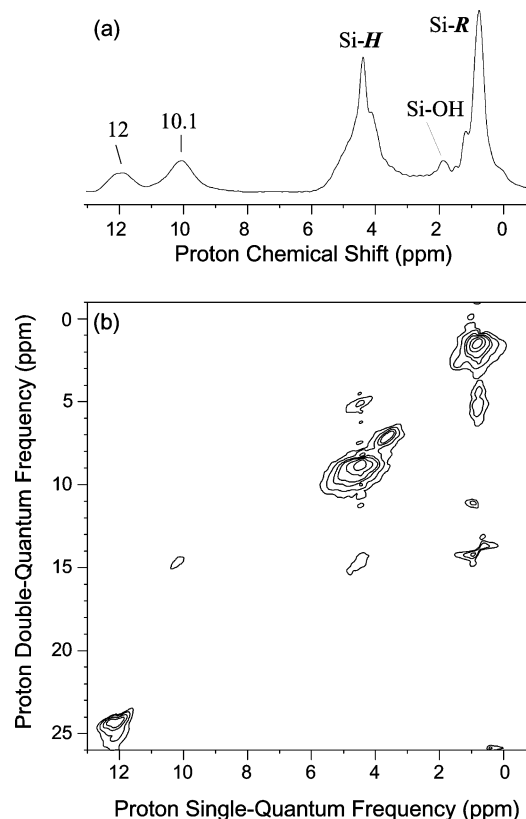 (a)
Si-H
Si-R
Si-OH
12
10.1
12 10 8 6 4 2 0
Proton Chemical Shift (ppm)
(b)
0
5
10
15
20
25
Proton Double-Quantum Frequency (ppm)
12 10 8 6 4 2 0
Proton Single-Quantum Frequency (ppm)